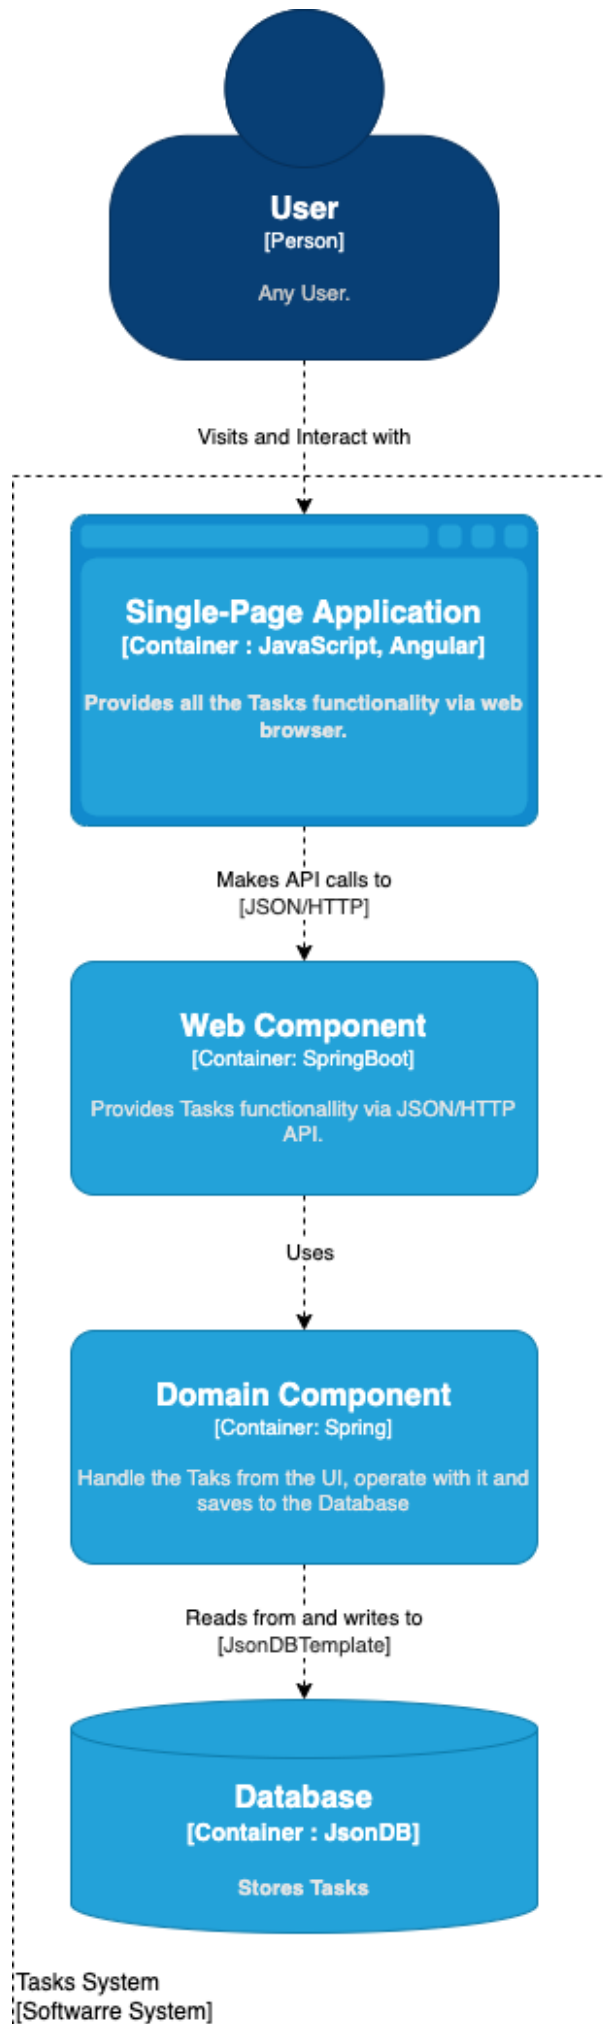 User
[Person]
Any User.
Visits and Interact with
Single-Page Application
[Container : JavaScript, Angular]
Provides all the Tasks functionality via web
browser.
Makes API calls to
[JSON/HTTP]
Web Component
[Container: SpringBoot]
Provides Tasks functionallity via JSON/HTTP
API.
Uses
Domain Component
[Container: Spring]
Handle the Taks from the UI, operate with it and
saves to the Database
Reads from and writes to
[JsonDBTemplate]
Database
[Container : JsonDB]
Stores Tasks
Tasks System
[Softwarre System]